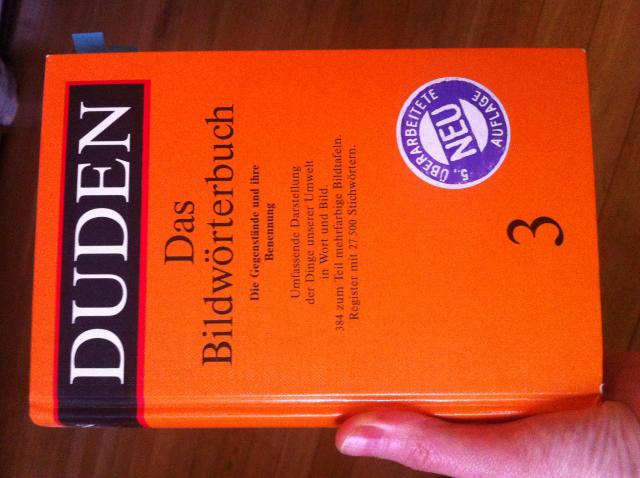 DUDEN
Das
Bildwörterbuch
Die Gegenstände und ihre
Benennung
Umfassende Darstellung
der Dinge unserer Umwelt
in Wort und Bild.
384 zum Teil mehrfarbige Bildtafeln.
Register mit 27 500 Stichwörtern.
5., ÜBERARBEITETE
NEU
AUFLAGE
3